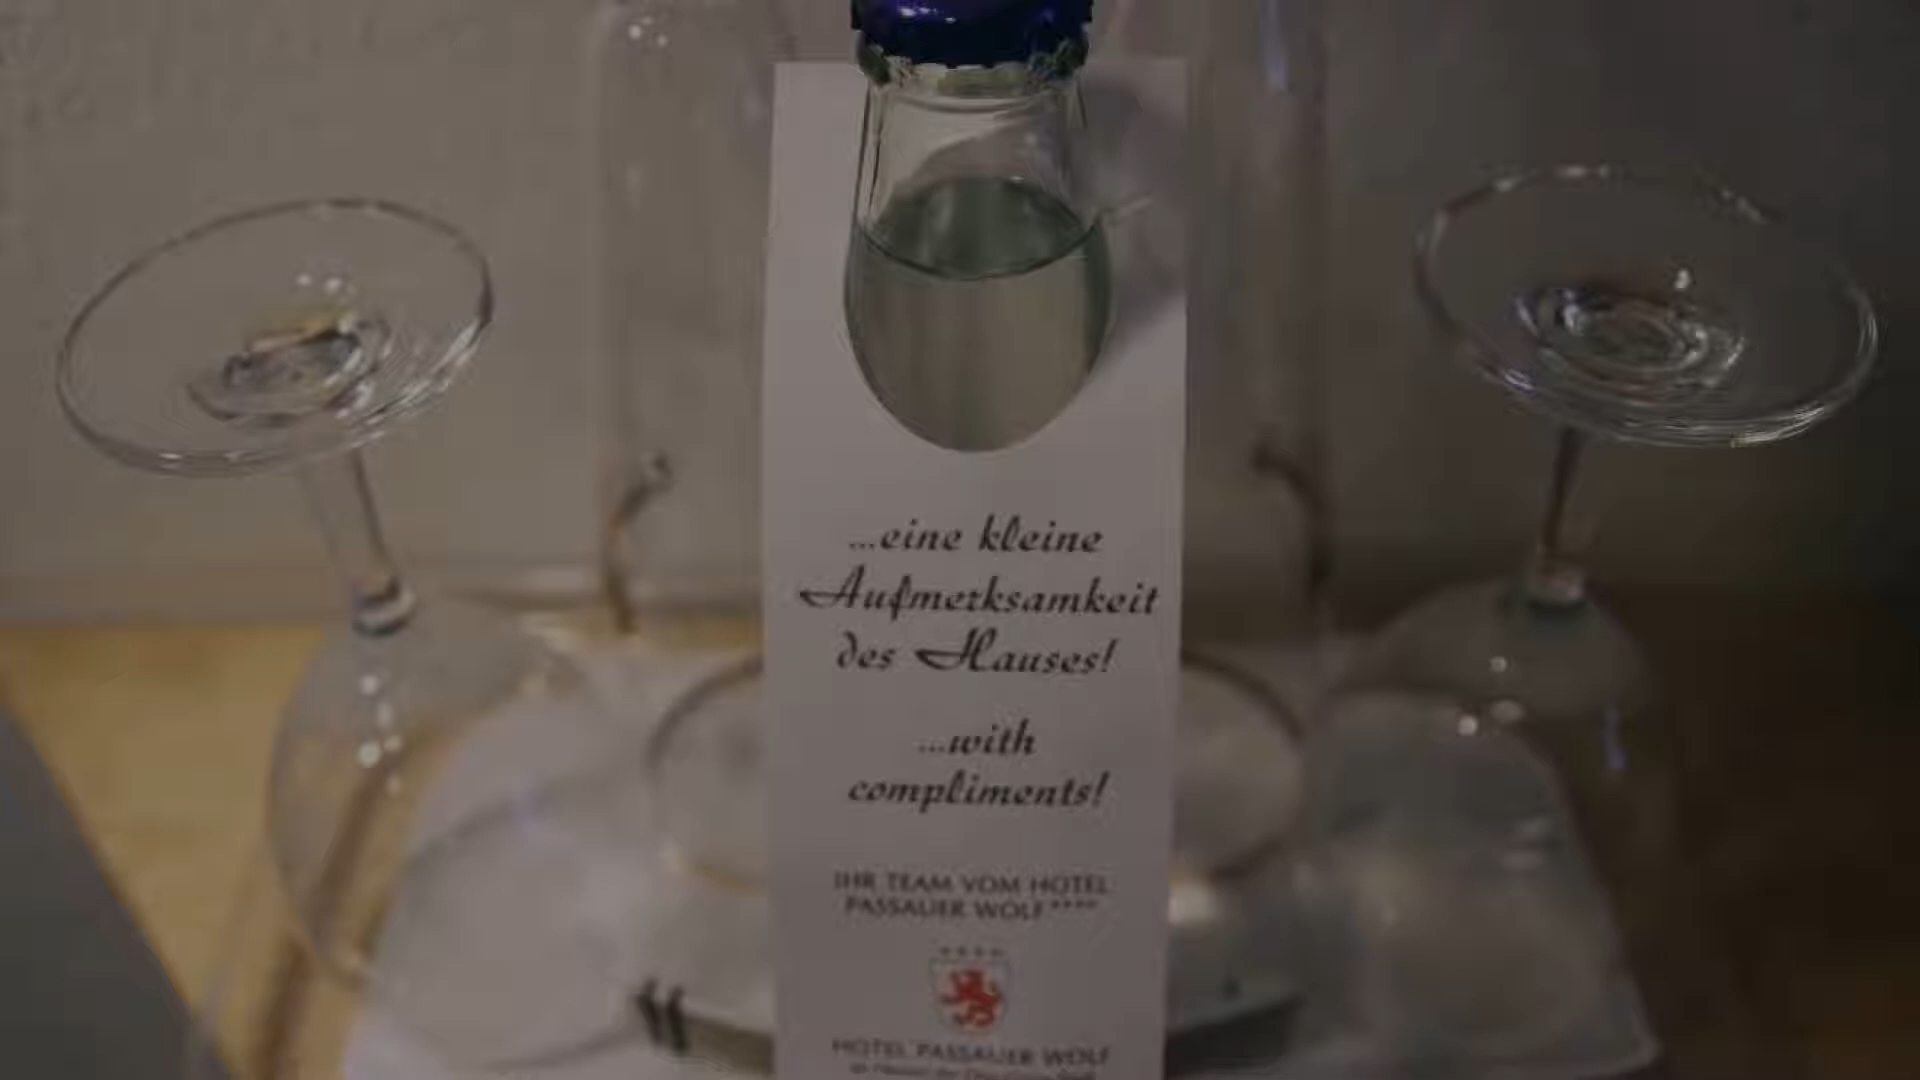 ...eine kleine
Aufmerksamkeit
des Hauses!
...with
compliments!
IHR TEAM VOM HOTEL
PASSAUER WOLF****
HOTEL PASSAUER WOLF